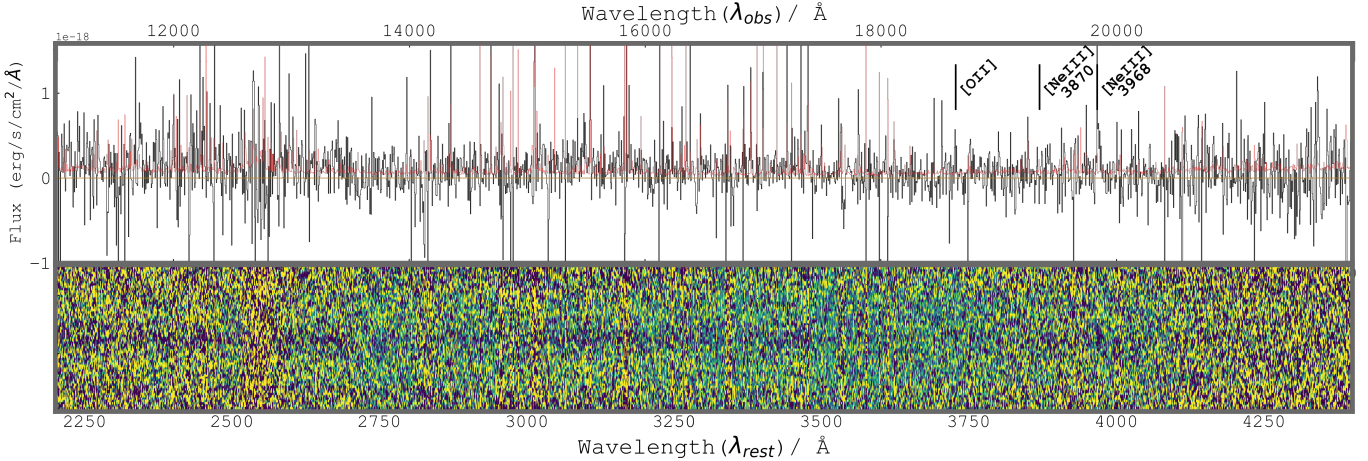 Wavelength(λobs)/ Å
12000 14000 16000 18000 20000
1e-18
[OII]
[NeIII]
3870
[NeIII]
3968
Flux (erg/s/cm2/Å)
1
0
−1
2250 2500 2750 3000 3250 3500 3750 4000 4250
Wavelength(λrest)/ Å